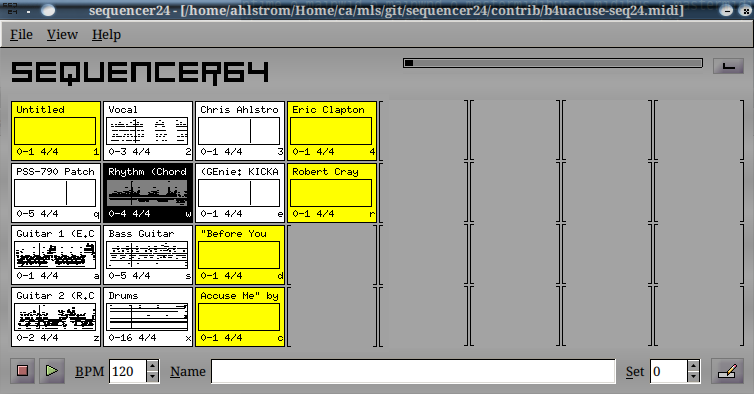 sequencer24 - [/home/ahlstrom/Home/ca/mls/git/sequencer24/contrib/b4uacuse-seq24.midi]
File View Help
SEQUENCER64
Untitled
0-1 4/4 1
Vocal
0-3 4/4 2
Chris Ahlstro
0-1 4/4 3
Eric Clapton
0-1 4/4 4
PSS-790 Patch
0-5 4/4 q
Rhythm (Chord
0-4 4/4 w
(GEnie: KICKA
0-1 4/4 e
Robert Cray
0-1 4/4 r
Guitar 1 (E.C
0-1 4/4 a
Bass Guitar
0-5 4/4 s
"Before You
0-1 4/4 d
Guitar 2 (R.C
0-2 4/4 z
Drums
0-16 4/4 x
Accuse Me" by
0-1 4/4 c
BPM 120 Name Set 0